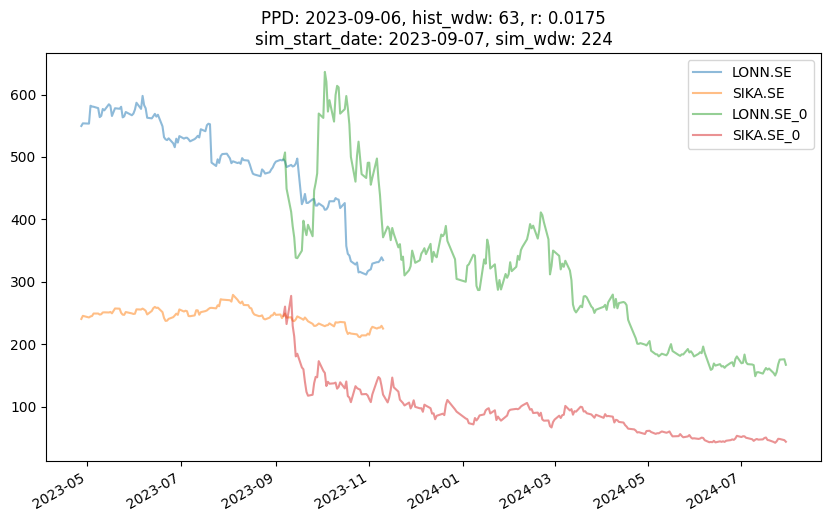 PPD: 2023-09-06, hist_wdw: 63, r: 0.0175
sim_start_date: 2023-09-07, sim_wdw: 224
LONN.SE
SIKA.SE
LONN.SE_0
SIKA.SE_0
600
500
400
300
200
100
2023-05
2023-07
2023-09
2023-11
2024-01
2024-03
2024-05
2024-07